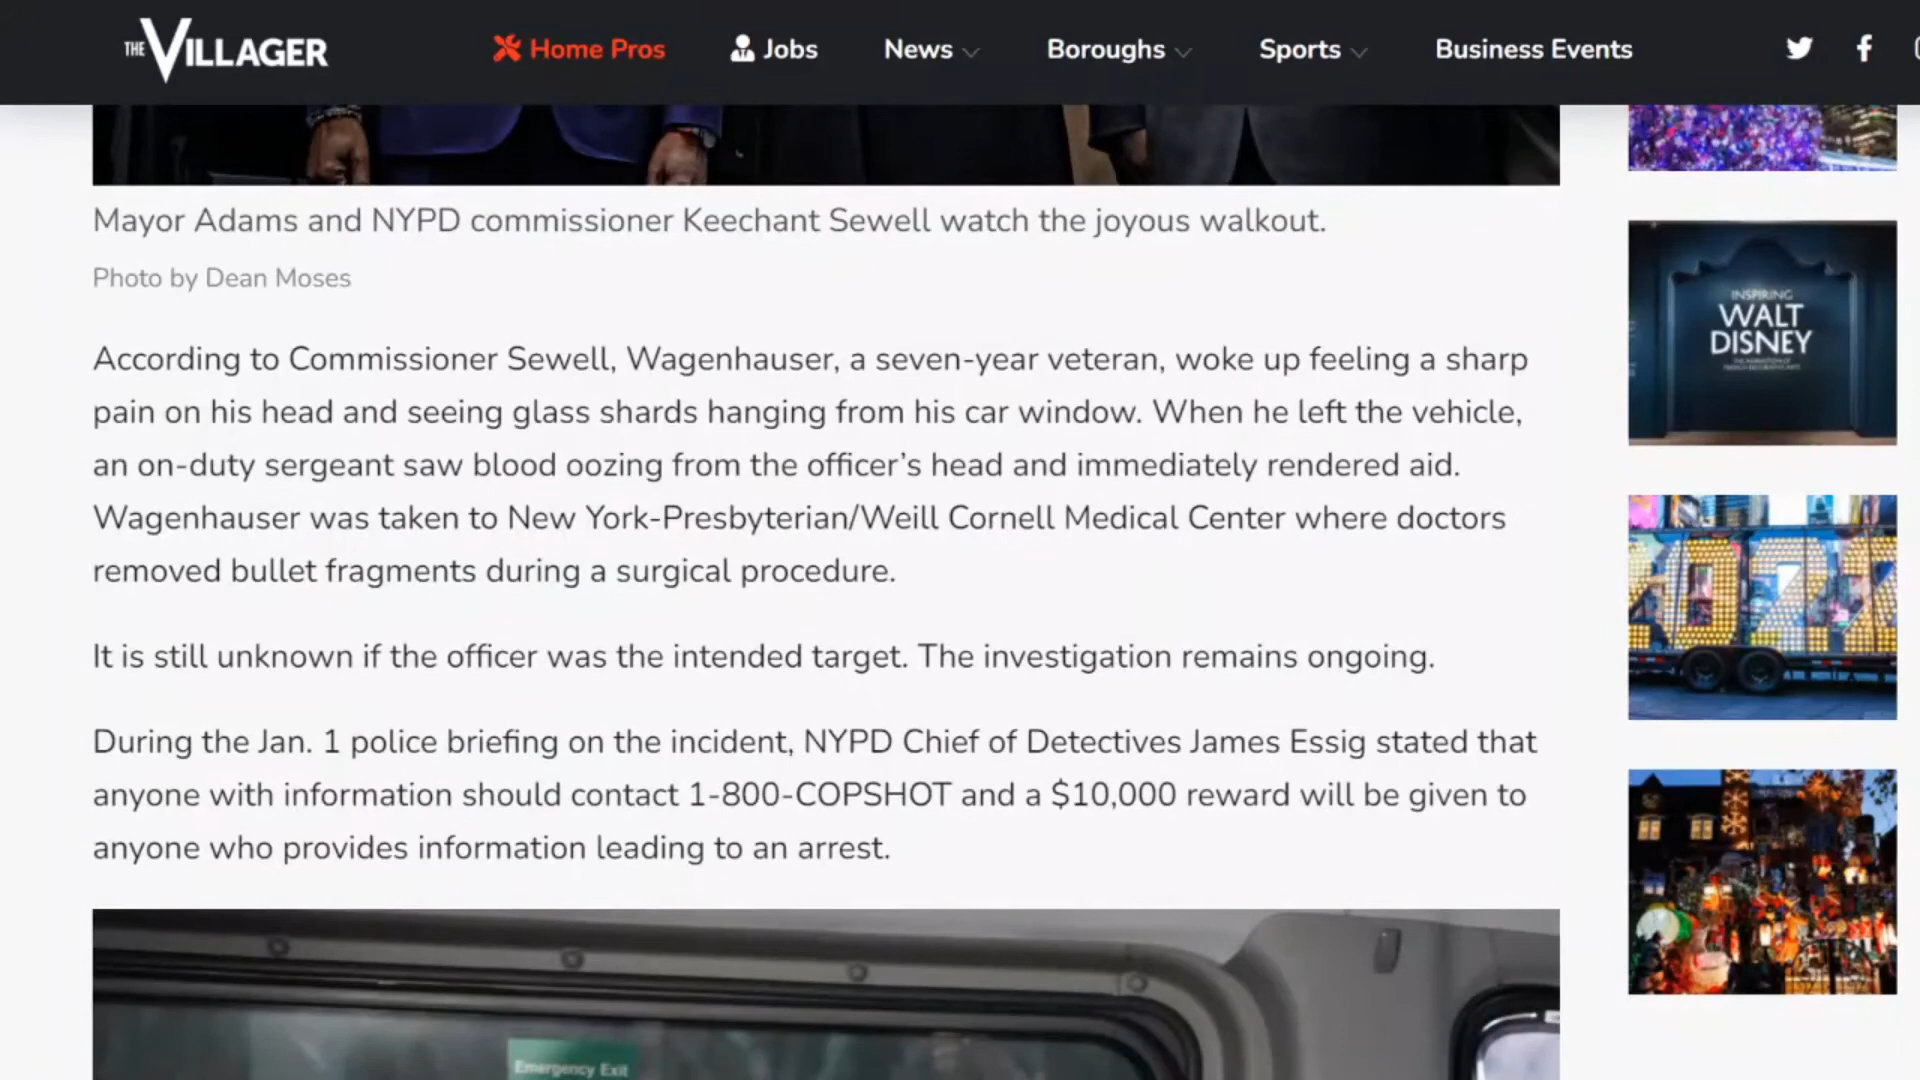 THE VILLAGER
Home Pros
Jobs
News
Boroughs
Sports
Business Events
Mayor Adams and NYPD commissioner Keechant Sewell watch the joyous walkout.
Photo by Dean Moses
According to Commissioner Sewell, Wagenhauser, a seven-year veteran, woke up feeling a sharp
pain on his head and seeing glass shards hanging from his car window. When he left the vehicle,
an on-duty sergeant saw blood oozing from the officer’s head and immediately rendered aid.
Wagenhauser was taken to New York-Presbyterian/Weill Cornell Medical Center where doctors
removed bullet fragments during a surgical procedure.
It is still unknown if the officer was the intended target. The investigation remains ongoing.
During the Jan. 1 police briefing on the incident, NYPD Chief of Detectives James Essig stated that
anyone with information should contact 1-800-COPSHOT and a $10,000 reward will be given to
anyone who provides information leading to an arrest.
Emergency Exit
INSPIRING
WALT
DISNEY
2022